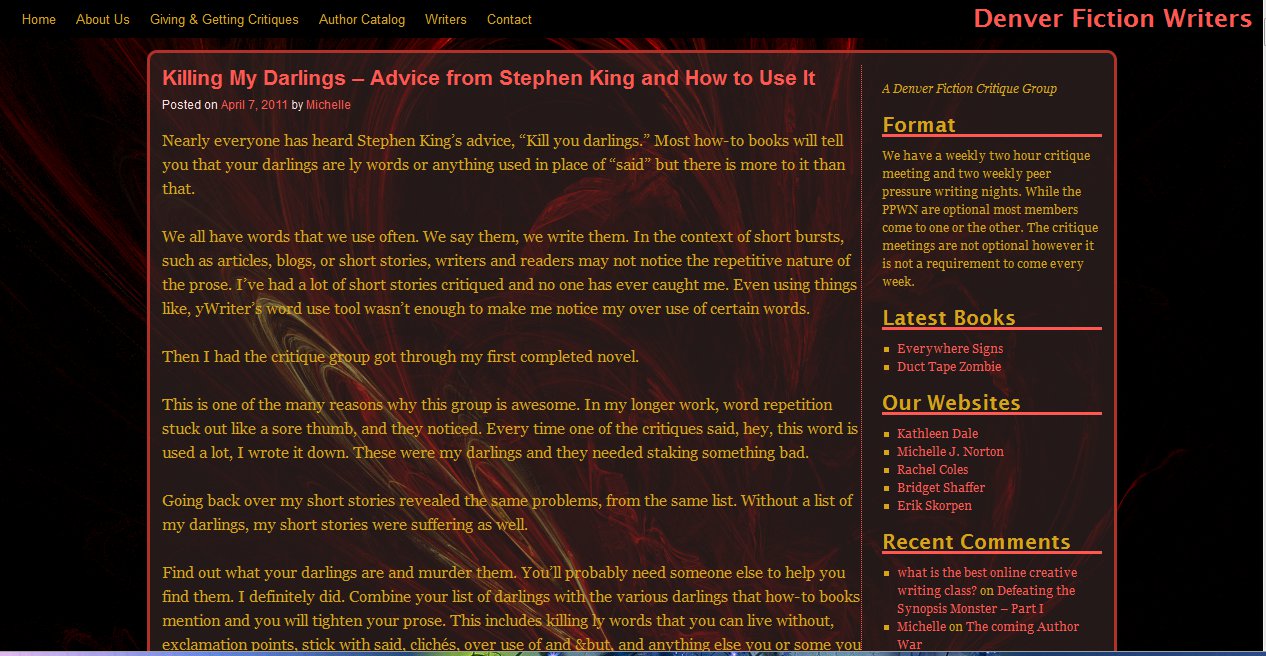 Home About Us Giving & Getting Critiques Author Catalog Writers Contact
Denver Fiction Writers
Killing My Darlings – Advice from Stephen King and How to Use It
Posted on April 7, 2011 by Michelle
Nearly everyone has heard Stephen King’s advice, “Kill you darlings.” Most how-to books will tell
you that your darlings are ly words or anything used in place of “said” but there is more to it than
that.
We all have words that we use often. We say them, we write them. In the context of short bursts,
such as articles, blogs, or short stories, writers and readers may not notice the repetitive nature of
the prose. I’ve had a lot of short stories critiqued and no one has ever caught me. Even using things
like, yWriter’s word use tool wasn’t enough to make me notice my over use of certain words.
Then I had the critique group got through my first completed novel.
This is one of the many reasons why this group is awesome. In my longer work, word repetition
stuck out like a sore thumb, and they noticed. Every time one of the critiques said, hey, this word is
used a lot, I wrote it down. These were my darlings and they needed staking something bad.
Going back over my short stories revealed the same problems, from the same list. Without a list of
my darlings, my short stories were suffering as well.
Find out what your darlings are and murder them. You’ll probably need someone else to help you
find them. I definitely did. Combine your list of darlings with the various darlings that how-to books
mention and you will tighten your prose. This includes killing ly words that you can live without,
exclamation points, stick with said, clichés, over use of and &but, and anything else you or some you
A Denver Fiction Critique Group
Format
We have a weekly two hour critique
meeting and two weekly peer
pressure writing nights. While the
PPWN are optional most members
come to one or the other. The critique
meetings are not optional however it
is not a requirement to come every
week.
Latest Books
Everywhere Signs
Duct Tape Zombie
Our Websites
Kathleen Dale
Michelle J. Norton
Rachel Coles
Bridget Shaffer
Erik Skorpen
Recent Comments
what is the best online creative
writing class? on Defeating the
Synopsis Monster – Part I
Michelle on The coming Author
War